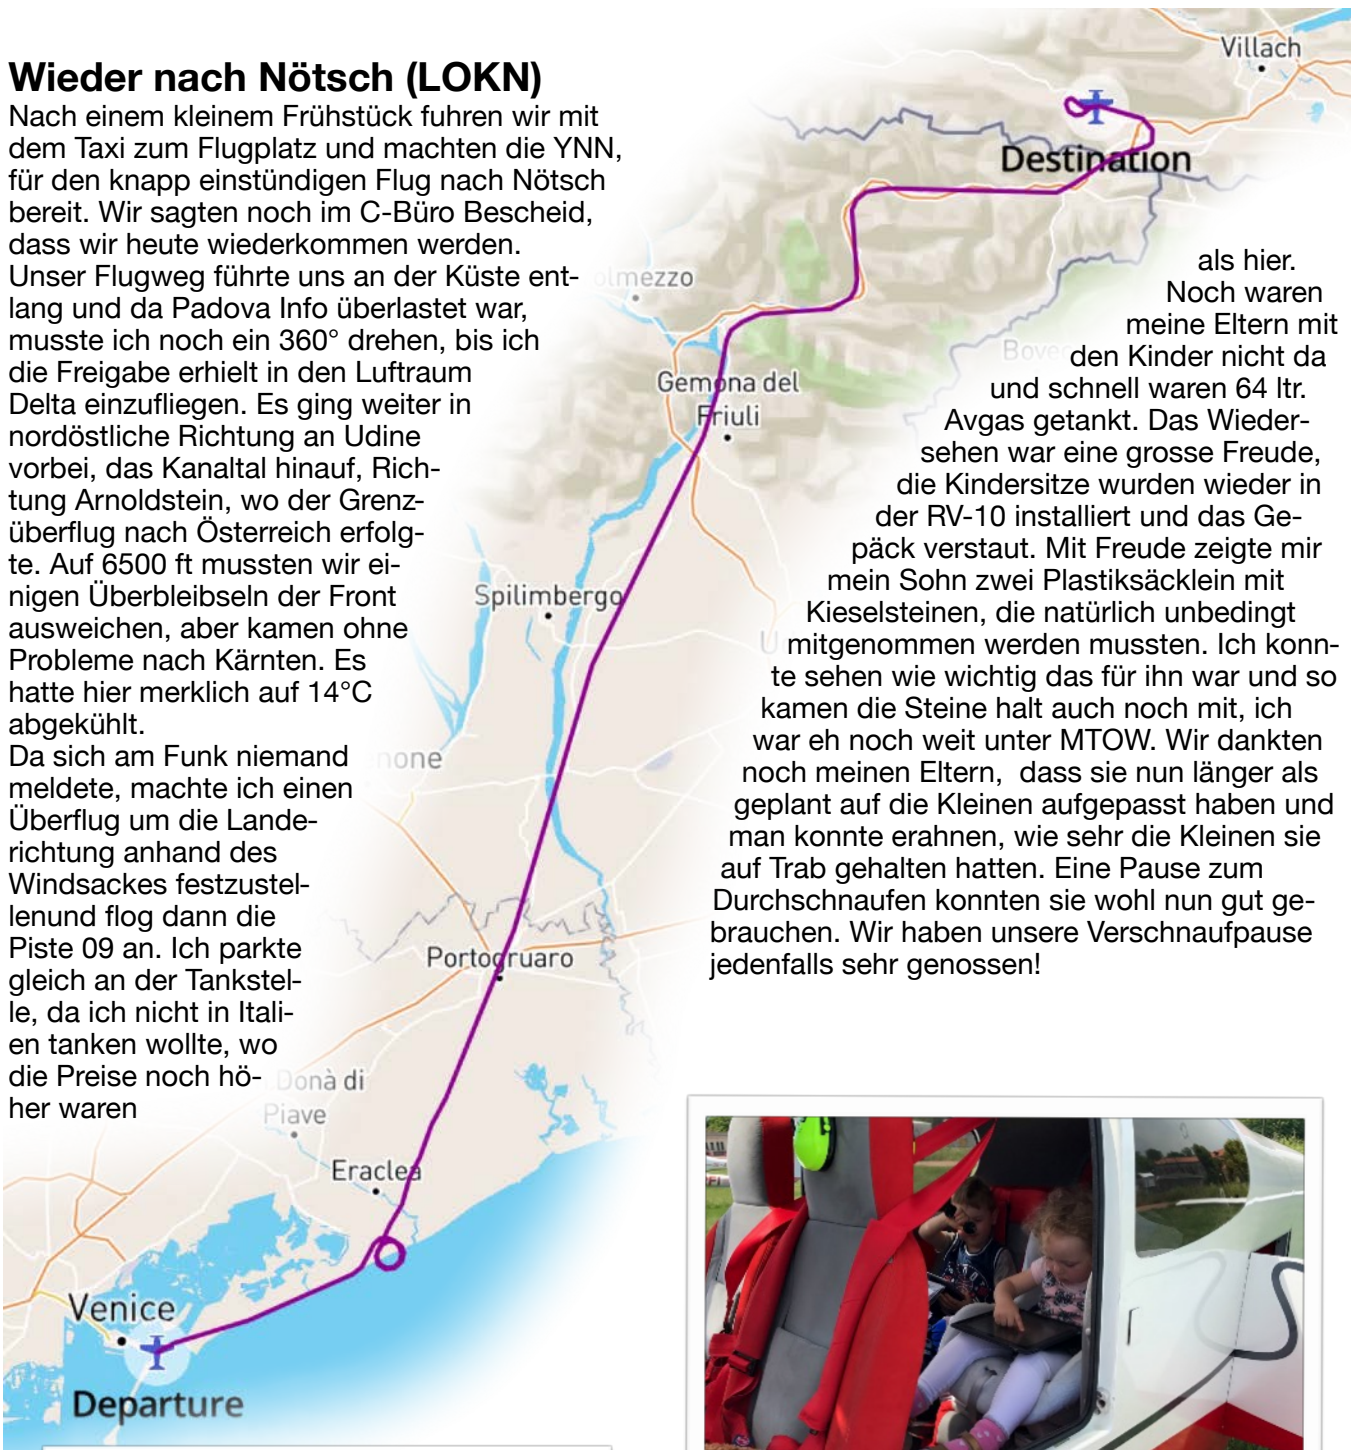 Wieder nach Nötsch (LOKN)
Nach einem kleinem Frühstück fuhren wir mit
dem Taxi zum Flugplatz und machten die YNN,
für den knapp einstündigen Flug nach Nötsch
bereit. Wir sagten noch im C-Büro Bescheid,
dass wir heute wiederkommen werden.
Unser Flugweg führte uns an der Küste ent-
lang und da Padova Info überlastet war,
musste ich noch ein 360° drehen, bis ich
die Freigabe erhielt in den Luftraum
Delta einzufliegen. Es ging weiter in
nordöstliche Richtung an Udine
vorbei, das Kanaltal hinauf, Rich-
tung Arnoldstein, wo der Grenz-
überflug nach Österreich erfolg-
te. Auf 6500 ft mussten wir ei-
nigen Überbleibseln der Front
ausweichen, aber kamen ohne
Probleme nach Kärnten. Es
hatte hier merklich auf 14°C
abgekühlt.
Da sich am Funk niemand
meldete, machte ich einen
Überflug um die Lande-
richtung anhand des
Windsackes festzustel-
lenund flog dann die
Piste 09 an. Ich parkte
gleich an der Tankstel-
le, da ich nicht in Itali-
en tanken wollte, wo
die Preise noch hö-
her waren
als hier.
Noch waren
meine Eltern mit
den Kinder nicht da
und schnell waren 64 ltr.
Avgas getankt. Das Wieder-
sehen war eine grosse Freude,
die Kindersitze wurden wieder in
der RV-10 installiert und das Ge-
päck verstaut. Mit Freude zeigte mir
mein Sohn zwei Plastiksäcklein mit
Kieselsteinen, die natürlich unbedingt
mitgenommen werden mussten. Ich konn-
te sehen wie wichtig das für ihn war und so
kamen die Steine halt auch noch mit, ich
war eh noch weit unter MTOW. Wir dankten
noch meinen Eltern,  dass sie nun länger als
geplant auf die Kleinen aufgepasst haben und
man konnte erahnen, wie sehr die Kleinen sie
auf Trab gehalten hatten. Eine Pause zum
Durchschnaufen konnten sie wohl nun gut ge-
brauchen. Wir haben unsere Verschnaufpause
jedenfalls sehr genossen!
Villach
Destination
olmezzo
Bove
Gemona del
Friuli
Spilimbergo
U
none
Portogruaro
Donà di
Piave
Eraclea
Venice
Departure